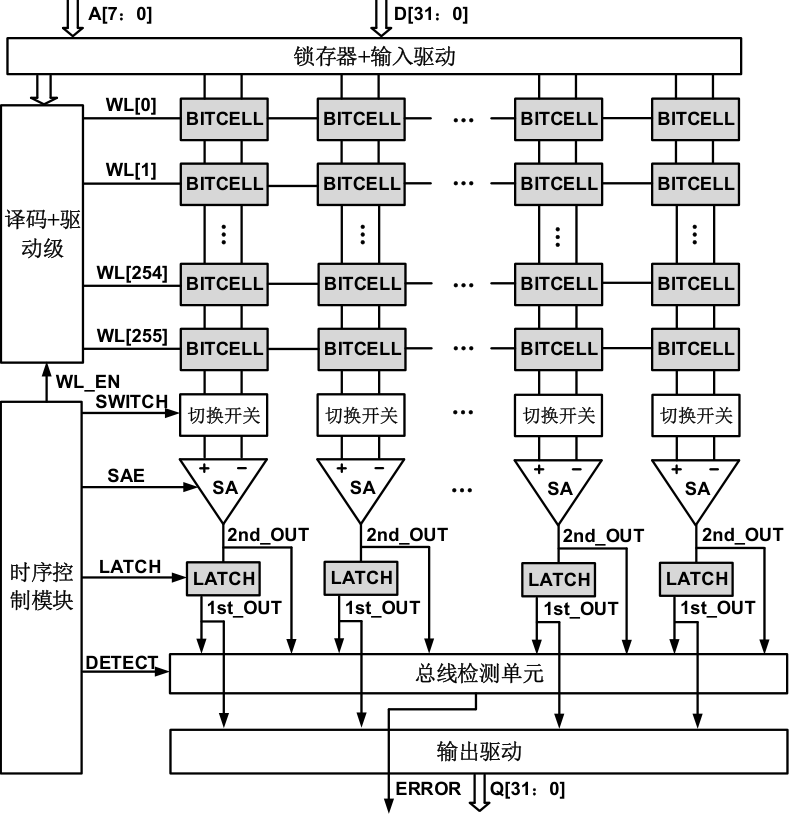 A[7：0] D[31：0]
锁存器+输入驱动
WL[0] BITCELL BITCELL ... BITCELL BITCELL
WL[1] BITCELL BITCELL ... BITCELL BITCELL
译码+驱
动级
WL[254] BITCELL BITCELL ... BITCELL BITCELL
WL[255] BITCELL BITCELL ... BITCELL BITCELL
WL_EN
SWITCH 切换开关 切换开关 ... 切换开关 切换开关
+ − + − + − + −
SAE SA SA ... SA SA
2nd_OUT 2nd_OUT 2nd_OUT 2nd_OUT
时序控
制模块
LATCH LATCH LATCH LATCH LATCH
1st_OUT 1st_OUT 1st_OUT 1st_OUT
DETECT 总线检测单元
输出驱动
ERROR Q[31：0]